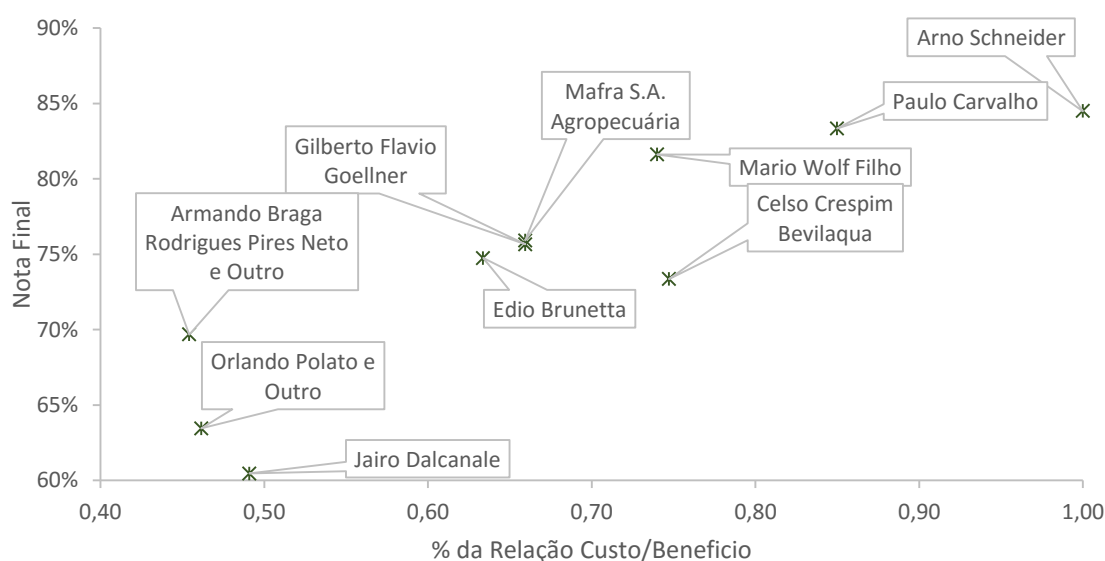 90%
85%
80%
75%
70%
65%
60%
Nota Final
Arno Schneider
Paulo Carvalho
Mafra S.A.
Agropecuária
Gilberto Flavio
Goellner
Mario Wolf Filho
Celso Crespim
Bevilaqua
Armando Braga
Rodrigues Pires Neto
e Outro
Edio Brunetta
Orlando Polato e
Outro
Jairo Dalcanale
0,40 0,50 0,60 0,70 0,80 0,90 1,00
% da Relação Custo/Beneficio